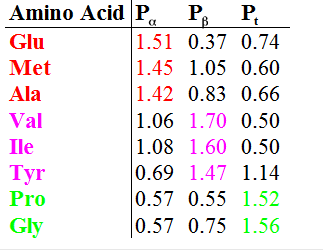 Amino Acid Pα Pβ Pt
Glu 1.51 0.37 0.74
Met 1.45 1.05 0.60
Ala 1.42 0.83 0.66
Val 1.06 1.70 0.50
Ile 1.08 1.60 0.50
Tyr 0.69 1.47 1.14
Pro 0.57 0.55 1.52
Gly 0.57 0.75 1.56